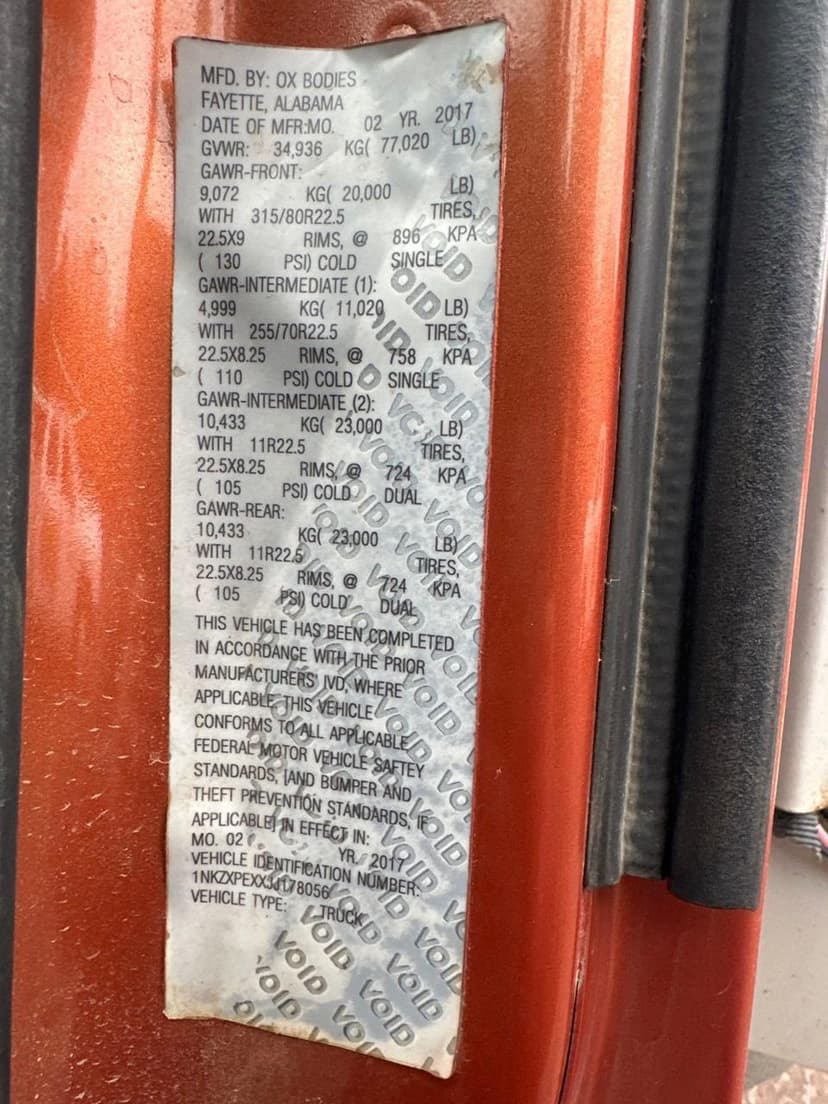 MFD. BY: OX BODIES
FAYETTE, ALABAMA
DATE OF MFR:MO. 02 YR. 2017
GVWR: 34,936 KG( 77,020 LB)
GAWR-FRONT:
9,072 KG( 20,000 LB)
WITH 315/80R22.5 TIRES,
22.5X9 RIMS, @ 896 KPA
( 130 PSI) COLD SINGLE
GAWR-INTERMEDIATE (1):
4,999 KG( 11,020 LB)
WITH 255/70R22.5 TIRES,
22.5X8.25 RIMS, @ 758 KPA
( 110 PSI) COLD SINGLE
GAWR-INTERMEDIATE (2):
10,433 KG( 23,000 LB)
WITH 11R22.5 TIRES,
22.5X8.25 RIMS, @ 724 KPA
( 105 PSI) COLD DUAL
GAWR-REAR:
10,433 KG( 23,000 LB)
WITH 11R22.5 TIRES,
22.5X8.25 RIMS, @ 724 KPA
( 105 PSI) COLD DUAL
THIS VEHICLE HAS BEEN COMPLETED
IN ACCORDANCE WITH THE PRIOR
MANUFACTURERS' IVD, WHERE
APPLICABLE. THIS VEHICLE
CONFORMS TO ALL APPLICABLE
FEDERAL MOTOR VEHICLE SAFTEY
STANDARDS, [AND BUMPER AND
THEFT PREVENTION STANDARDS, IF
APPLICABLE] IN EFFECT IN:
MO. 02 YR. 2017
VEHICLE IDENTIFICATION NUMBER:
1NKZXPEXXJJ178056
VEHICLE TYPE: TRUCK
VOID VOID
VOID VOID
VOID VOID